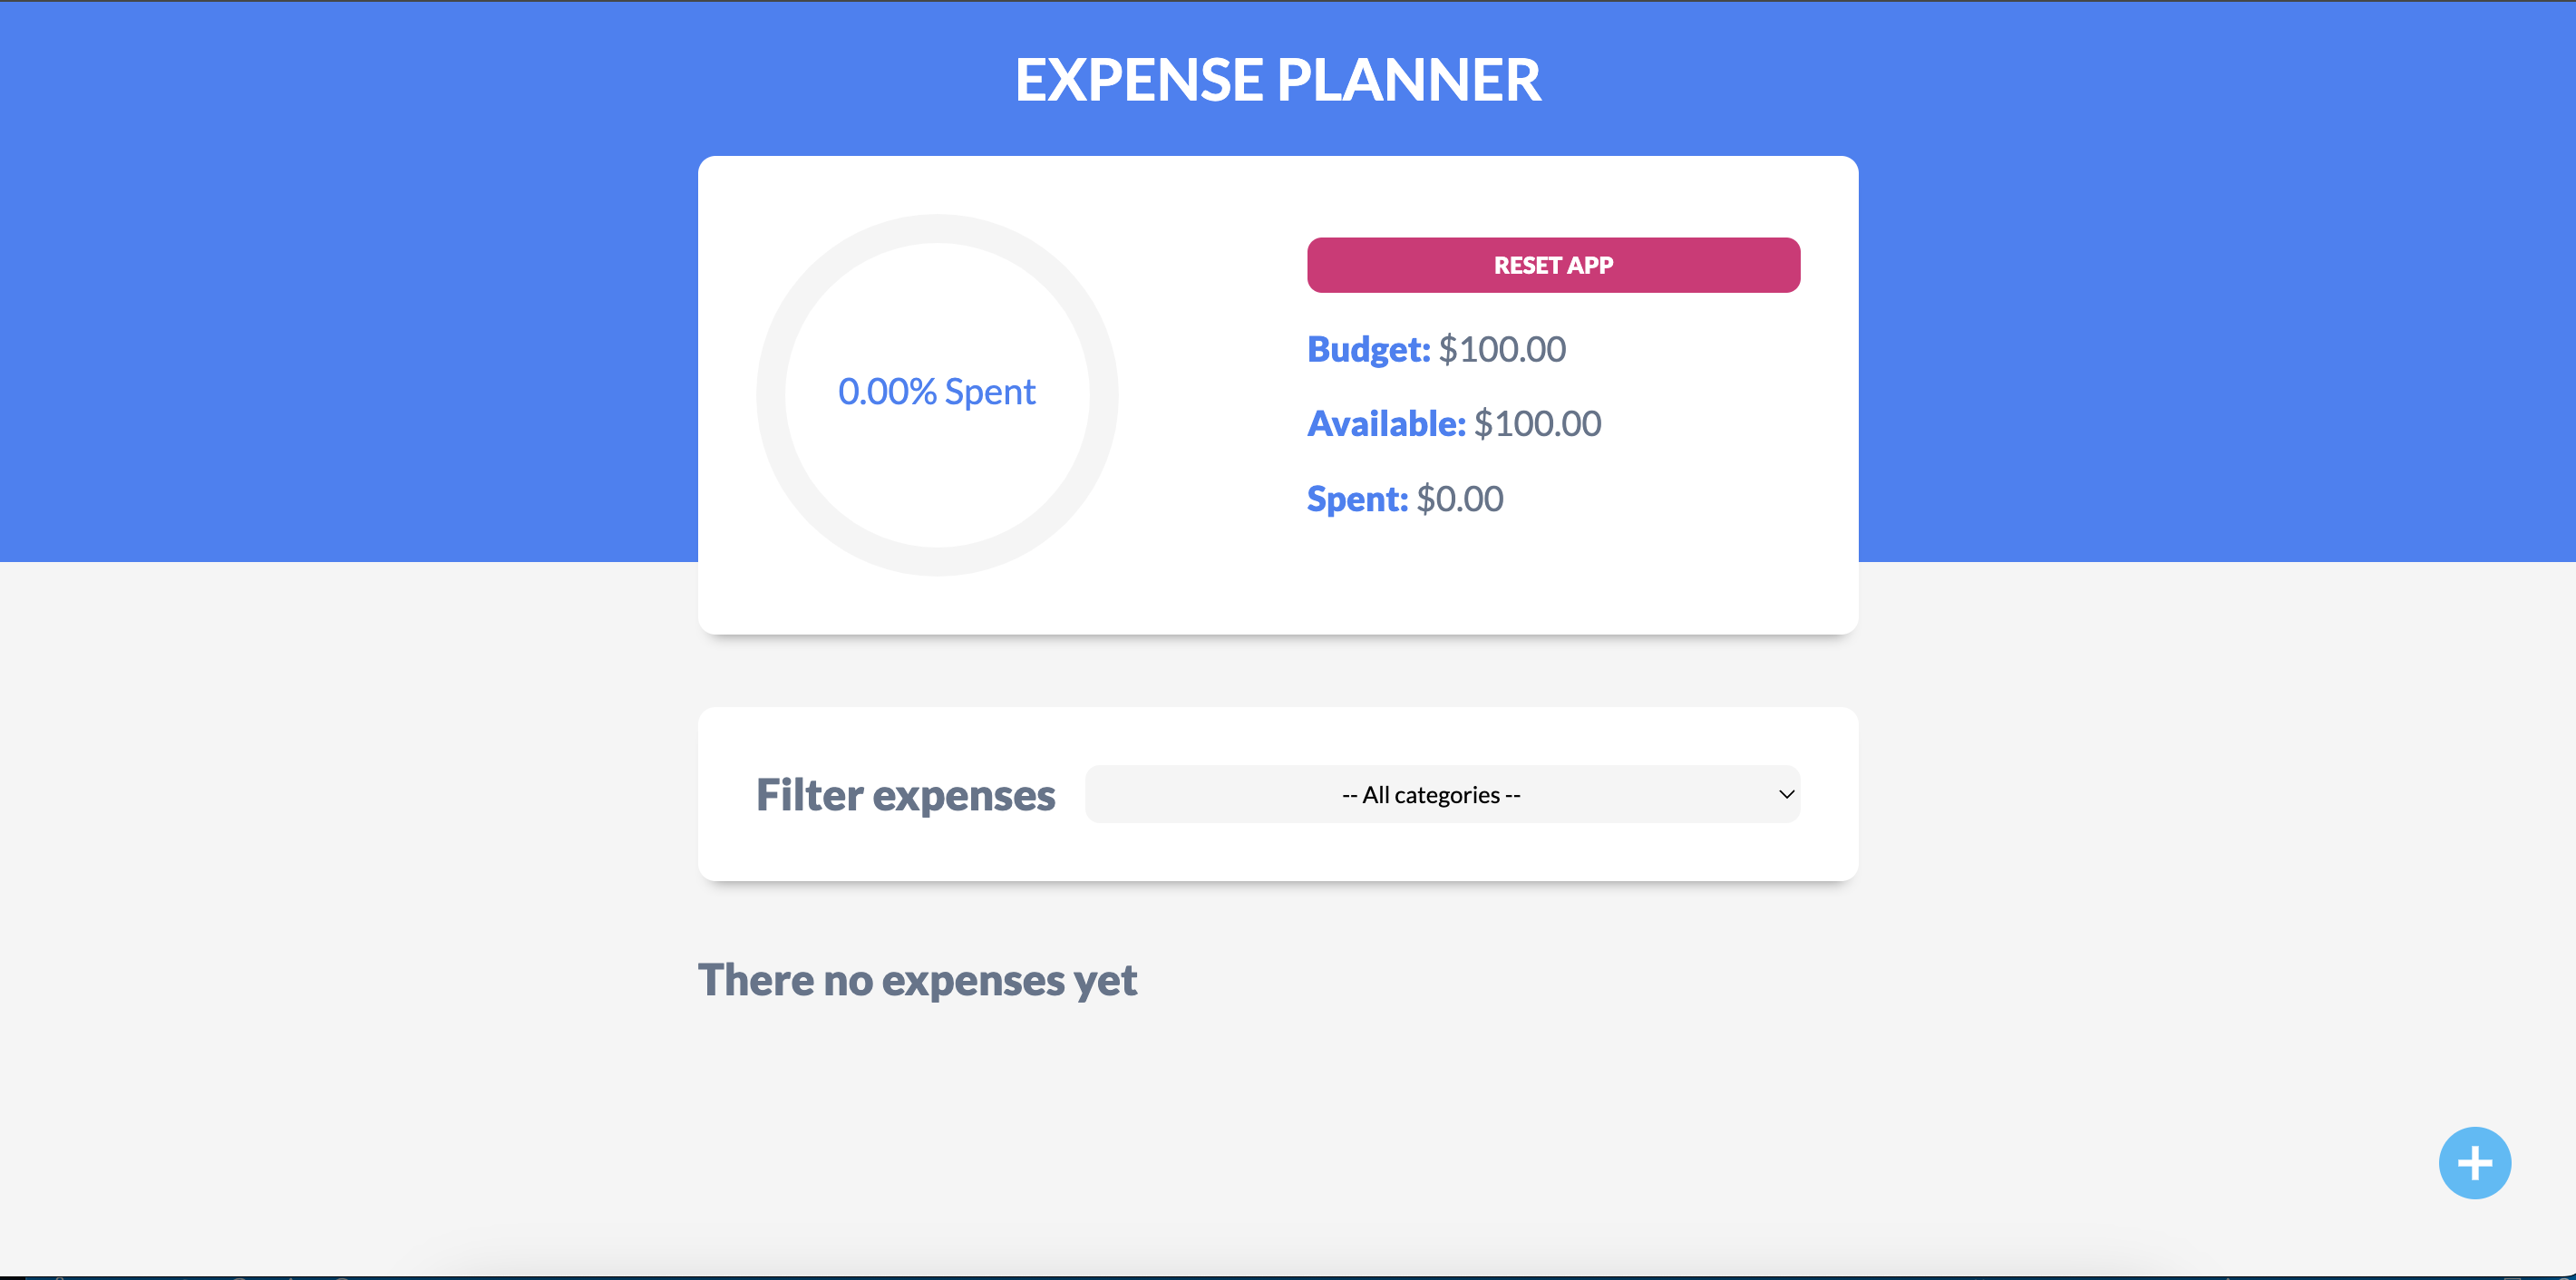 EXPENSE PLANNER
0.00% Spent
RESET APP
Budget: $100.00
Available: $100.00
Spent: $0.00
Filter expenses
-- All categories --
There no expenses yet